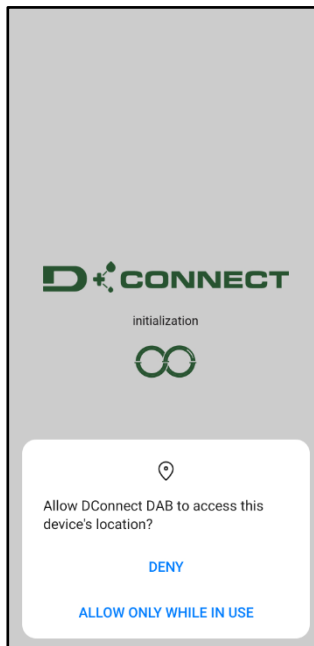 D CONNECT
initialization
Allow DConnect DAB to access this
device's location?
DENY
ALLOW ONLY WHILE IN USE